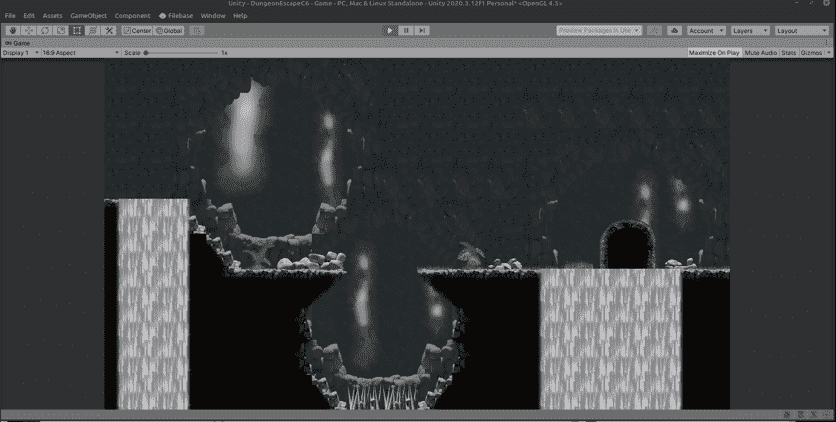 Unity - DungeonEscapeC6 - Game - PC, Mac & Linux Standalone - Unity 2020.3.12f1 Personal* <OpenGL 4.5>
File Edit Assets GameObject Component Filebase Window Help
Center Global Preview Packages in Use Account Layers Layout
Game
Display 1 16:9 Aspect Scale 1x Maximize On Play Mute Audio Stats Gizmos